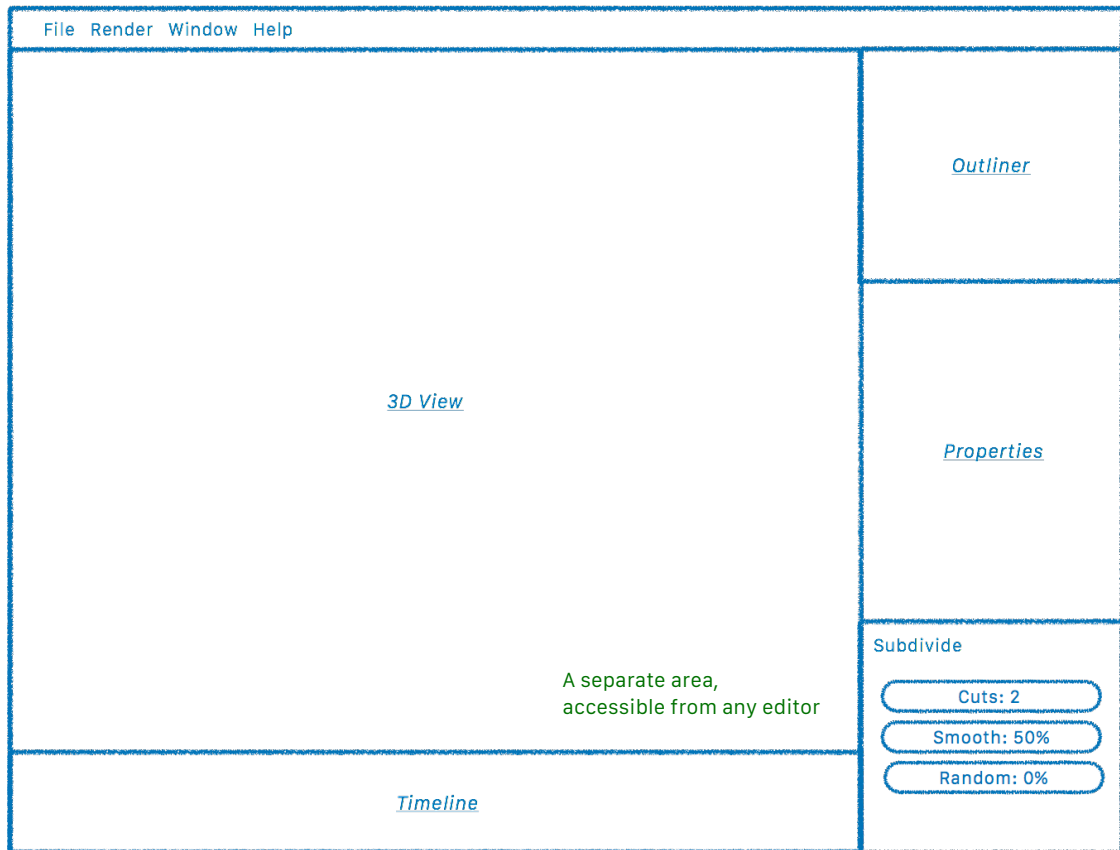 File Render Window Help
Outliner
3D View
Properties
Subdivide
A separate area,
accessible from any editor
Cuts: 2
Smooth: 50%
Random: 0%
Timeline